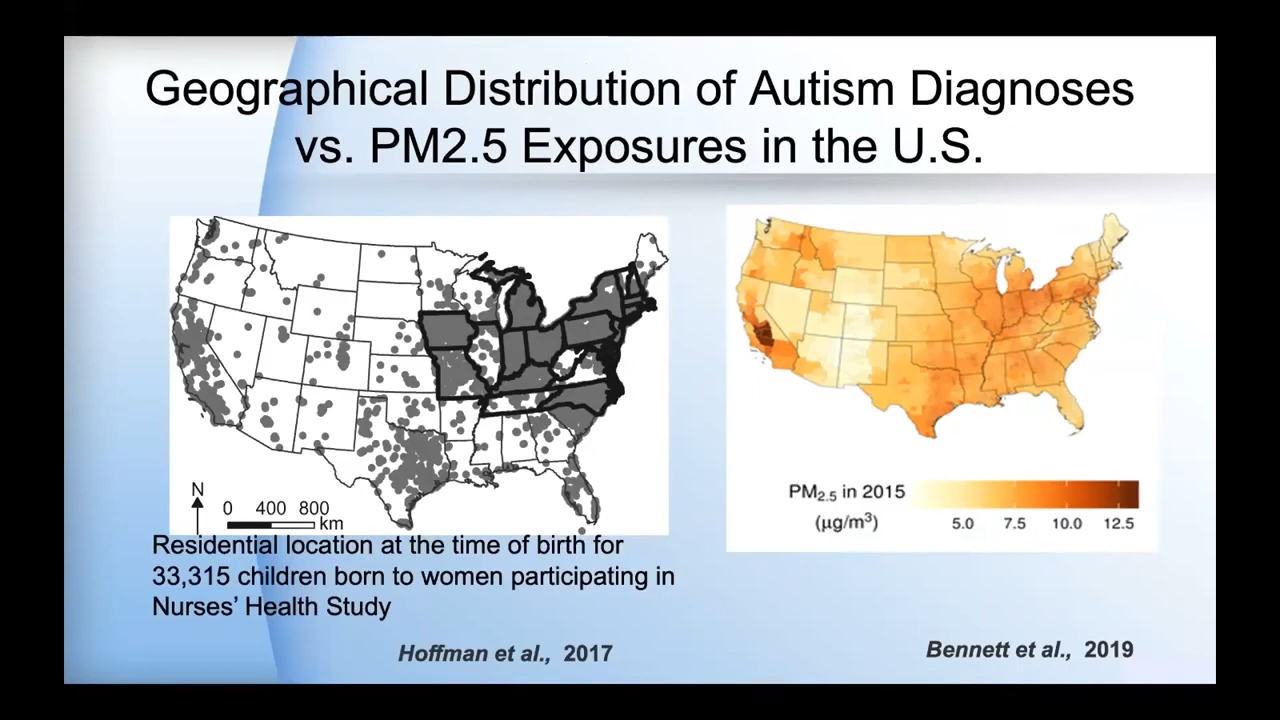 Geographical Distribution of Autism Diagnoses
vs. PM2.5 Exposures in the U.S.
N
0 400 800
km
Residential location at the time of birth for
33,315 children born to women participating in
Nurses’ Health Study
Hoffman et al., 2017
PM2.5 in 2015
(µg/m³)
5.0 7.5 10.0 12.5
Bennett et al., 2019